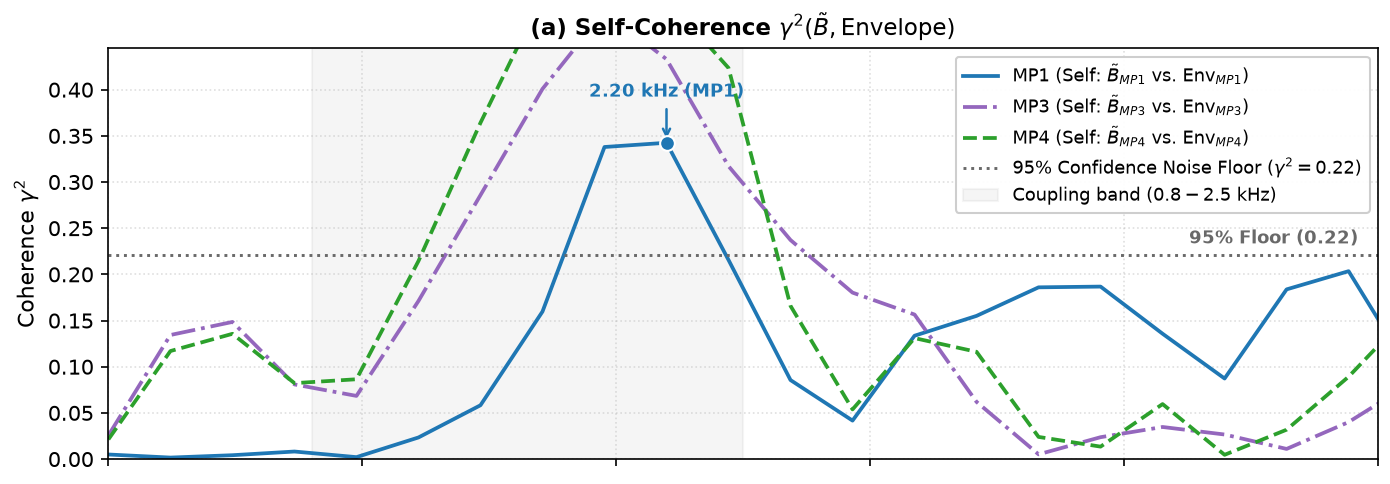 (a) Self-Coherence γ²(B̃, Envelope)
2.20 kHz (MP1)
MP1 (Self: B̃_MP1 vs. Env_MP1)
MP3 (Self: B̃_MP3 vs. Env_MP3)
MP4 (Self: B̃_MP4 vs. Env_MP4)
95% Confidence Noise Floor (γ² = 0.22)
Coupling band (0.8 − 2.5 kHz)
95% Floor (0.22)
Coherence γ²
0.40
0.35
0.30
0.25
0.20
0.15
0.10
0.05
0.00